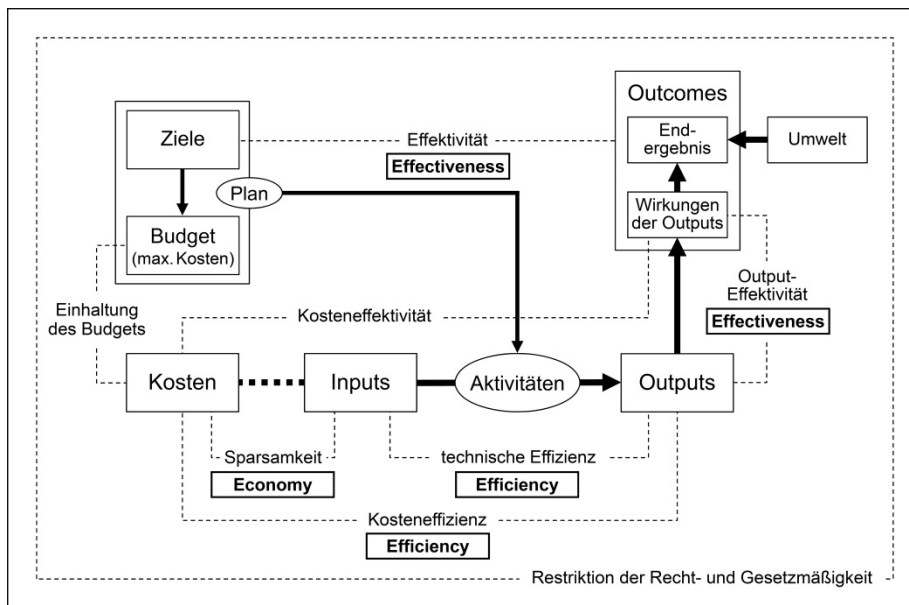 Outcomes
Ziele
Effektivität
Effectiveness
End-
ergebnis
Umwelt
Plan
Wirkungen
der Outputs
Budget
(max. Kosten)
Output-
Effektivität
Effectiveness
Einhaltung
des Budgets
Kosteneffektivität
Kosten
Inputs
Aktivitäten
Outputs
Sparsamkeit
Economy
technische Effizienz
Efficiency
Kosteneffizienz
Efficiency
Restriktion der Recht- und Gesetzmäßigkeit